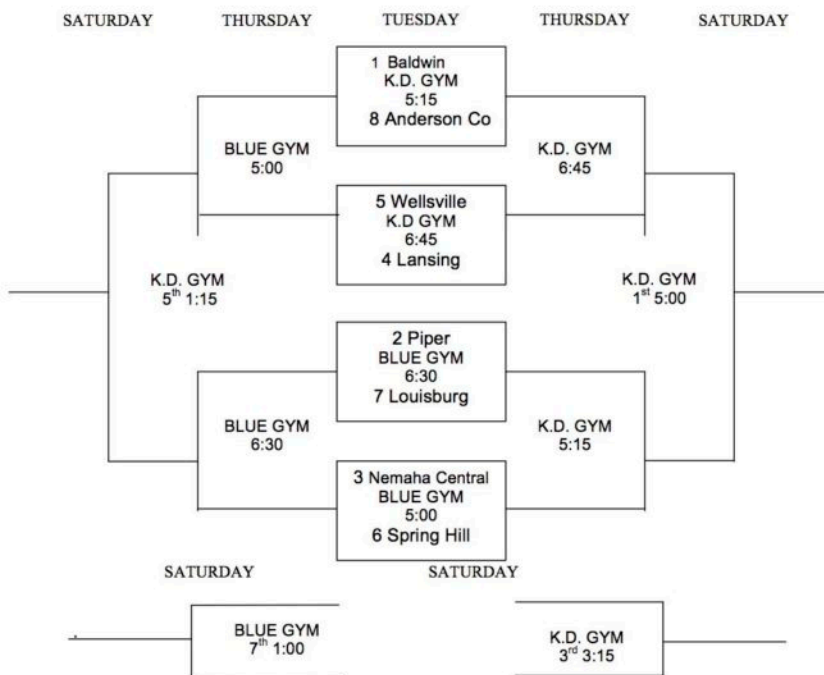 SATURDAY THURSDAY TUESDAY THURSDAY SATURDAY
1 Baldwin
K.D. GYM
5:15
8 Anderson Co
BLUE GYM
5:00
K.D. GYM
6:45
5 Wellsville
K.D GYM
6:45
4 Lansing
K.D. GYM
5th 1:15
K.D. GYM
1st 5:00
2 Piper
BLUE GYM
6:30
7 Louisburg
BLUE GYM
6:30
K.D. GYM
5:15
3 Nemaha Central
BLUE GYM
5:00
6 Spring Hill
SATURDAY SATURDAY
BLUE GYM
7th 1:00
K.D. GYM
3rd 3:15